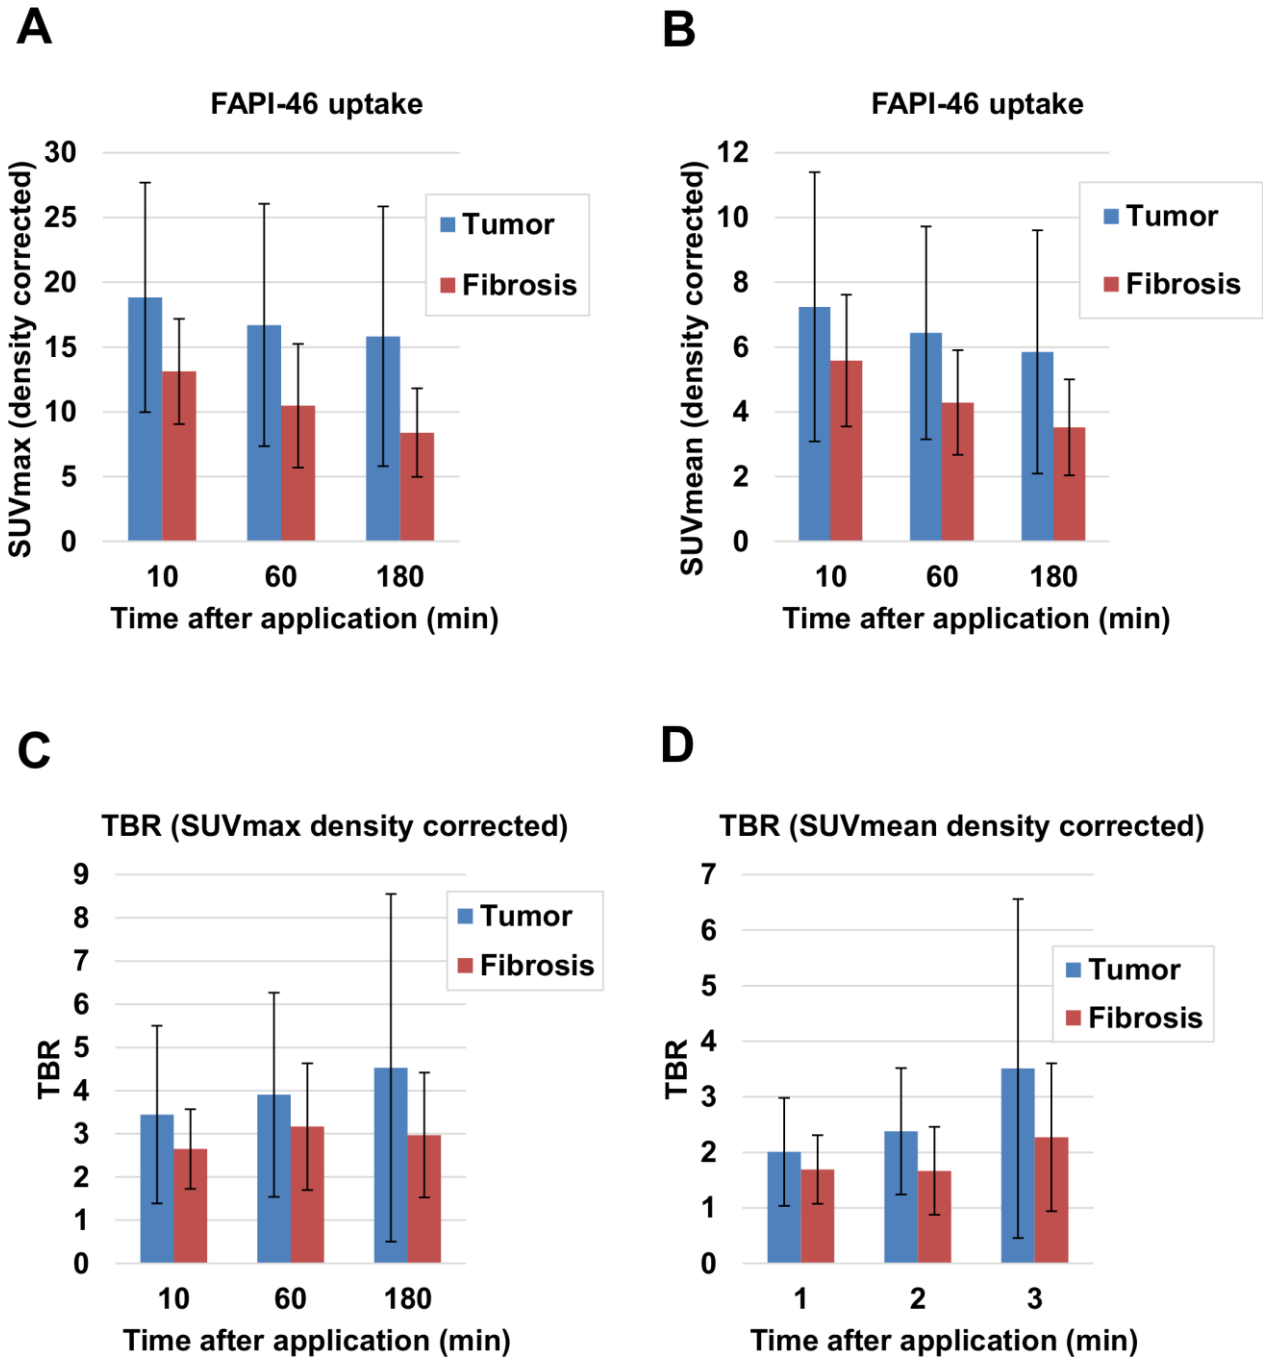 A
FAPI-46 uptake
SUVmax (density corrected)
30
25
20
15
10
5
0
Tumor
Fibrosis
10 60 180
Time after application (min)
B
FAPI-46 uptake
SUVmean (density corrected)
12
10
8
6
4
2
0
Tumor
Fibrosis
10 60 180
Time after application (min)
C
TBR (SUVmax density corrected)
TBR
9
8
7
6
5
4
3
2
1
0
Tumor
Fibrosis
10 60 180
Time after application (min)
D
TBR (SUVmean density corrected)
TBR
7
6
5
4
3
2
1
0
Tumor
Fibrosis
1 2 3
Time after application (min)